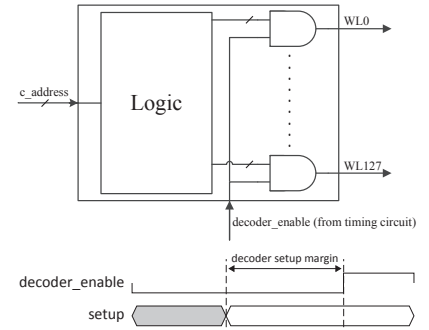 WL0
Logic
c_address
WL127
decoder_enable (from timing circuit)
decoder setup margin
decoder_enable
setup